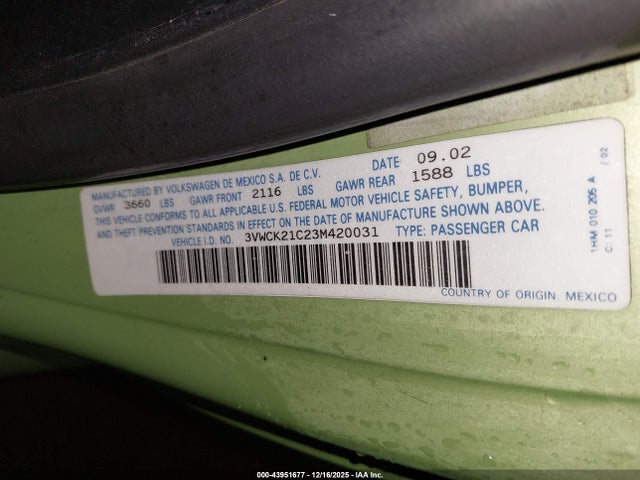 MANUFACTURED BY VOLKSWAGEN DE MEXICO S.A. DE C.V. DATE 09.02
GVWR 3660 LBS GAWR FRONT 2116 LBS GAWR REAR 1588 LBS
THIS VEHICLE CONFORMS TO ALL APPLICABLE U.S. FEDERAL MOTOR VEHICLE SAFETY, BUMPER,
THEFT PREVENTION STANDARDS IN EFFECT ON THE DATE OF MANUFACTURE SHOWN ABOVE.
VEHICLE I.D. NO. 3VWCK21C23M420031 TYPE: PASSENGER CAR
COUNTRY OF ORIGIN MEXICO
1HM 010 205 A / 02
C: 11
00-43951677 - 12/16/2025 - IAA Inc.